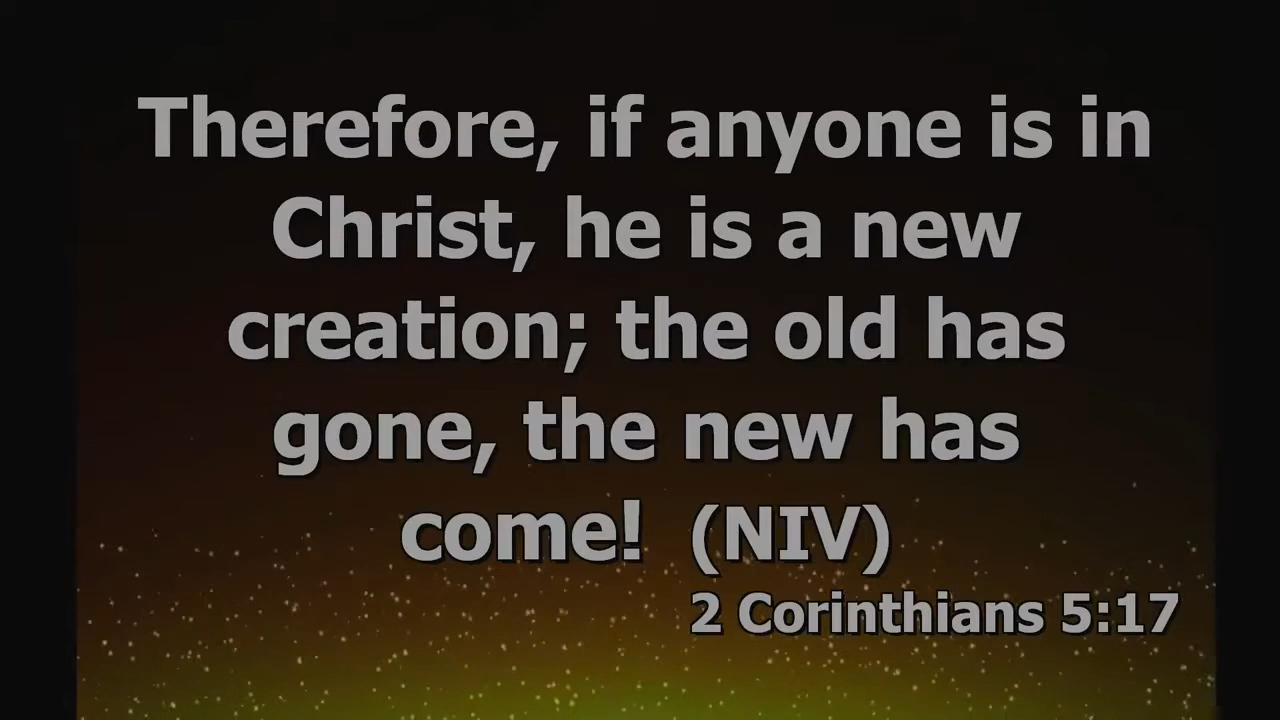 Therefore, if anyone is in
Christ, he is a new
creation; the old has
gone, the new has
come!  (NIV)
2 Corinthians 5:17